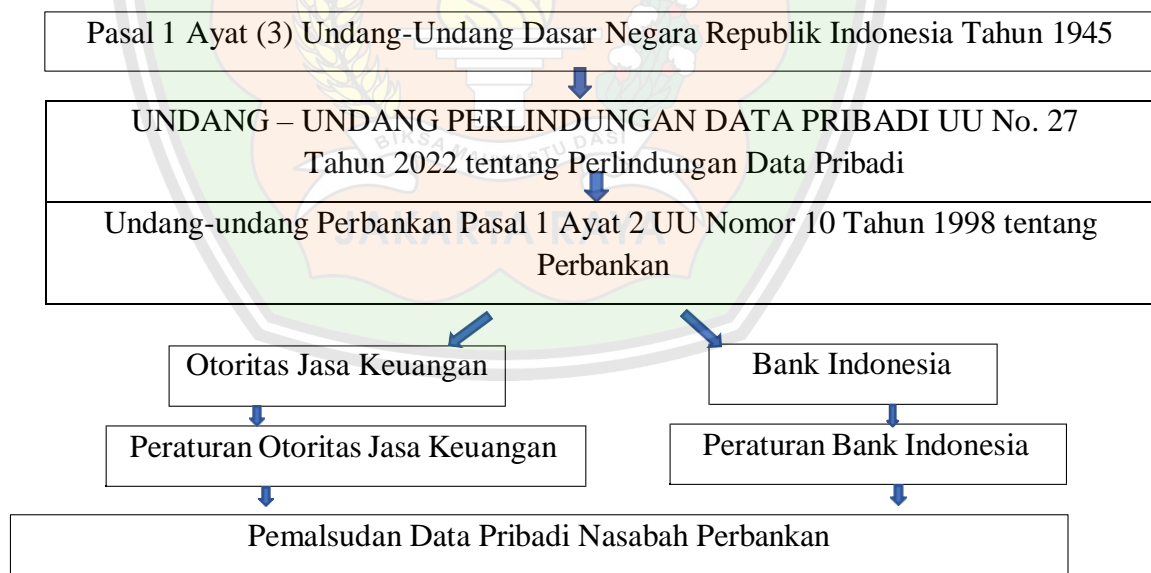 Pasal 1 Ayat (3) Undang-Undang Dasar Negara Republik Indonesia Tahun 1945
UNDANG – UNDANG PERLINDUNGAN DATA PRIBADI UU No. 27
Tahun 2022 tentang Perlindungan Data Pribadi
Undang-undang Perbankan Pasal 1 Ayat 2 UU Nomor 10 Tahun 1998 tentang
Perbankan
Otoritas Jasa Keuangan
Bank Indonesia
Peraturan Otoritas Jasa Keuangan
Peraturan Bank Indonesia
Pemalsudan Data Pribadi Nasabah Perbankan
JAKARTA RAYA